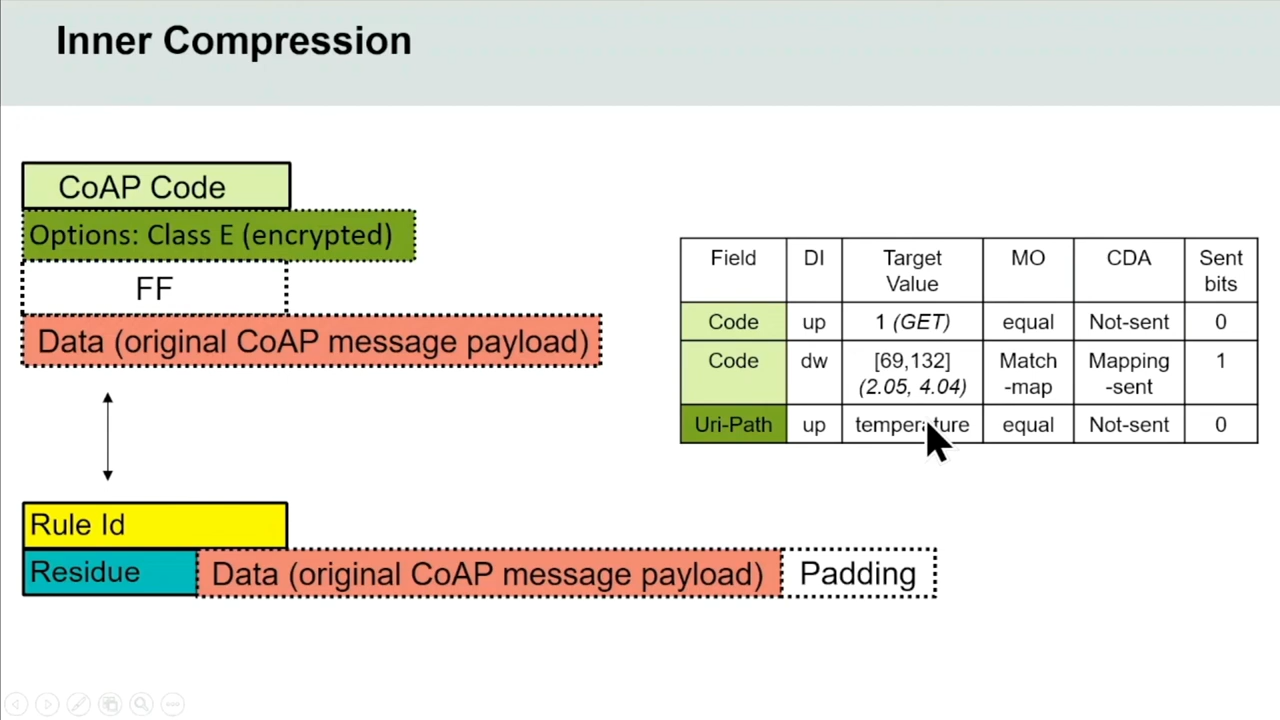 Inner Compression
CoAP Code
Options: Class E (encrypted)
FF
Data (original CoAP message payload)
Field DI Target Value MO CDA Sent bits
Code up 1 (GET) equal Not-sent 0
Code dw [69,132] (2.05, 4.04) Match-map Mapping-sent 1
Uri-Path up temperature equal Not-sent 0
Rule Id
Residue Data (original CoAP message payload) Padding